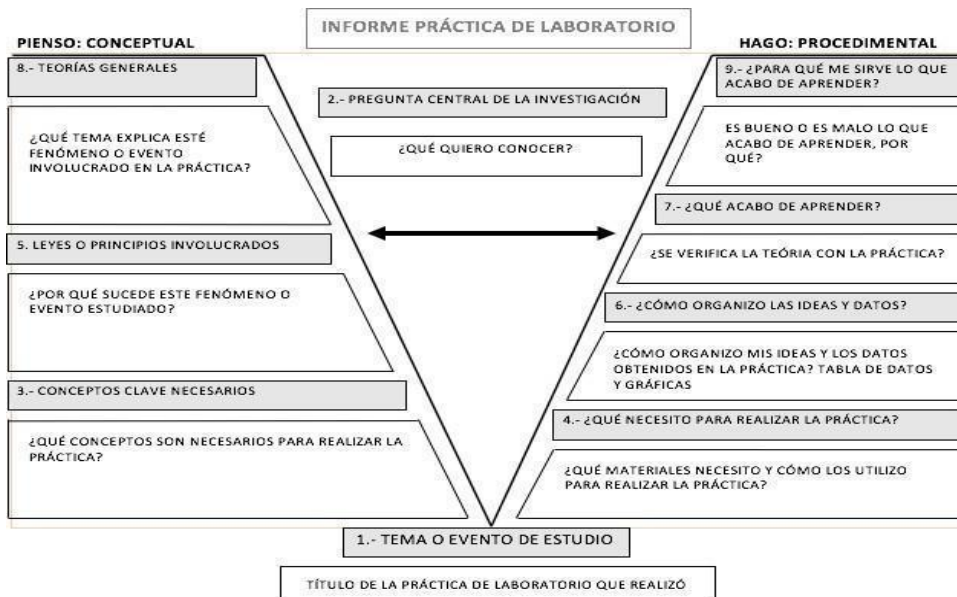 INFORME PRÁCTICA DE LABORATORIO
PIENSO: CONCEPTUAL
HAGO: PROCEDIMENTAL
8.- TEORÍAS GENERALES
¿QUÉ TEMA EXPLICA ESTÉ
FENÓMENO O EVENTO
INVOLUCRADO EN LA PRÁCTICA?
5. LEYES O PRINCIPIOS INVOLUCRADOS
¿POR QUÉ SUCEDE ESTE FENÓMENO O
EVENTO ESTUDIADO?
3.- CONCEPTOS CLAVE NECESARIOS
¿QUÉ CONCEPTOS SON NECESARIOS PARA REALIZAR LA
PRÁCTICA?
2.- PREGUNTA CENTRAL DE LA INVESTIGACIÓN
¿QUÉ QUIERO CONOCER?
9.- ¿PARA QUÉ ME SIRVE LO QUE
ACABO DE APRENDER?
ES BUENO O ES MALO LO QUE
ACABO DE APRENDER, POR
QUÉ?
7.- ¿QUÉ ACABO DE APRENDER?
¿SE VERIFICA LA TEÓRIA CON LA PRÁCTICA?
6.- ¿CÓMO ORGANIZO LAS IDEAS Y DATOS?
¿CÓMO ORGANIZO MIS IDEAS Y LOS DATOS
OBTENIDOS EN LA PRÁCTICA? TABLA DE DATOS
Y GRÁFICAS
4.- ¿QUÉ NECESITO PARA REALIZAR LA PRÁCTICA?
¿QUÉ MATERIALES NECESITO Y CÓMO LOS UTILIZO
PARA REALIZAR LA PRÁCTICA?
1.- TEMA O EVENTO DE ESTUDIO
TÍTULO DE LA PRÁCTICA DE LABORATORIO QUE REALIZÓ